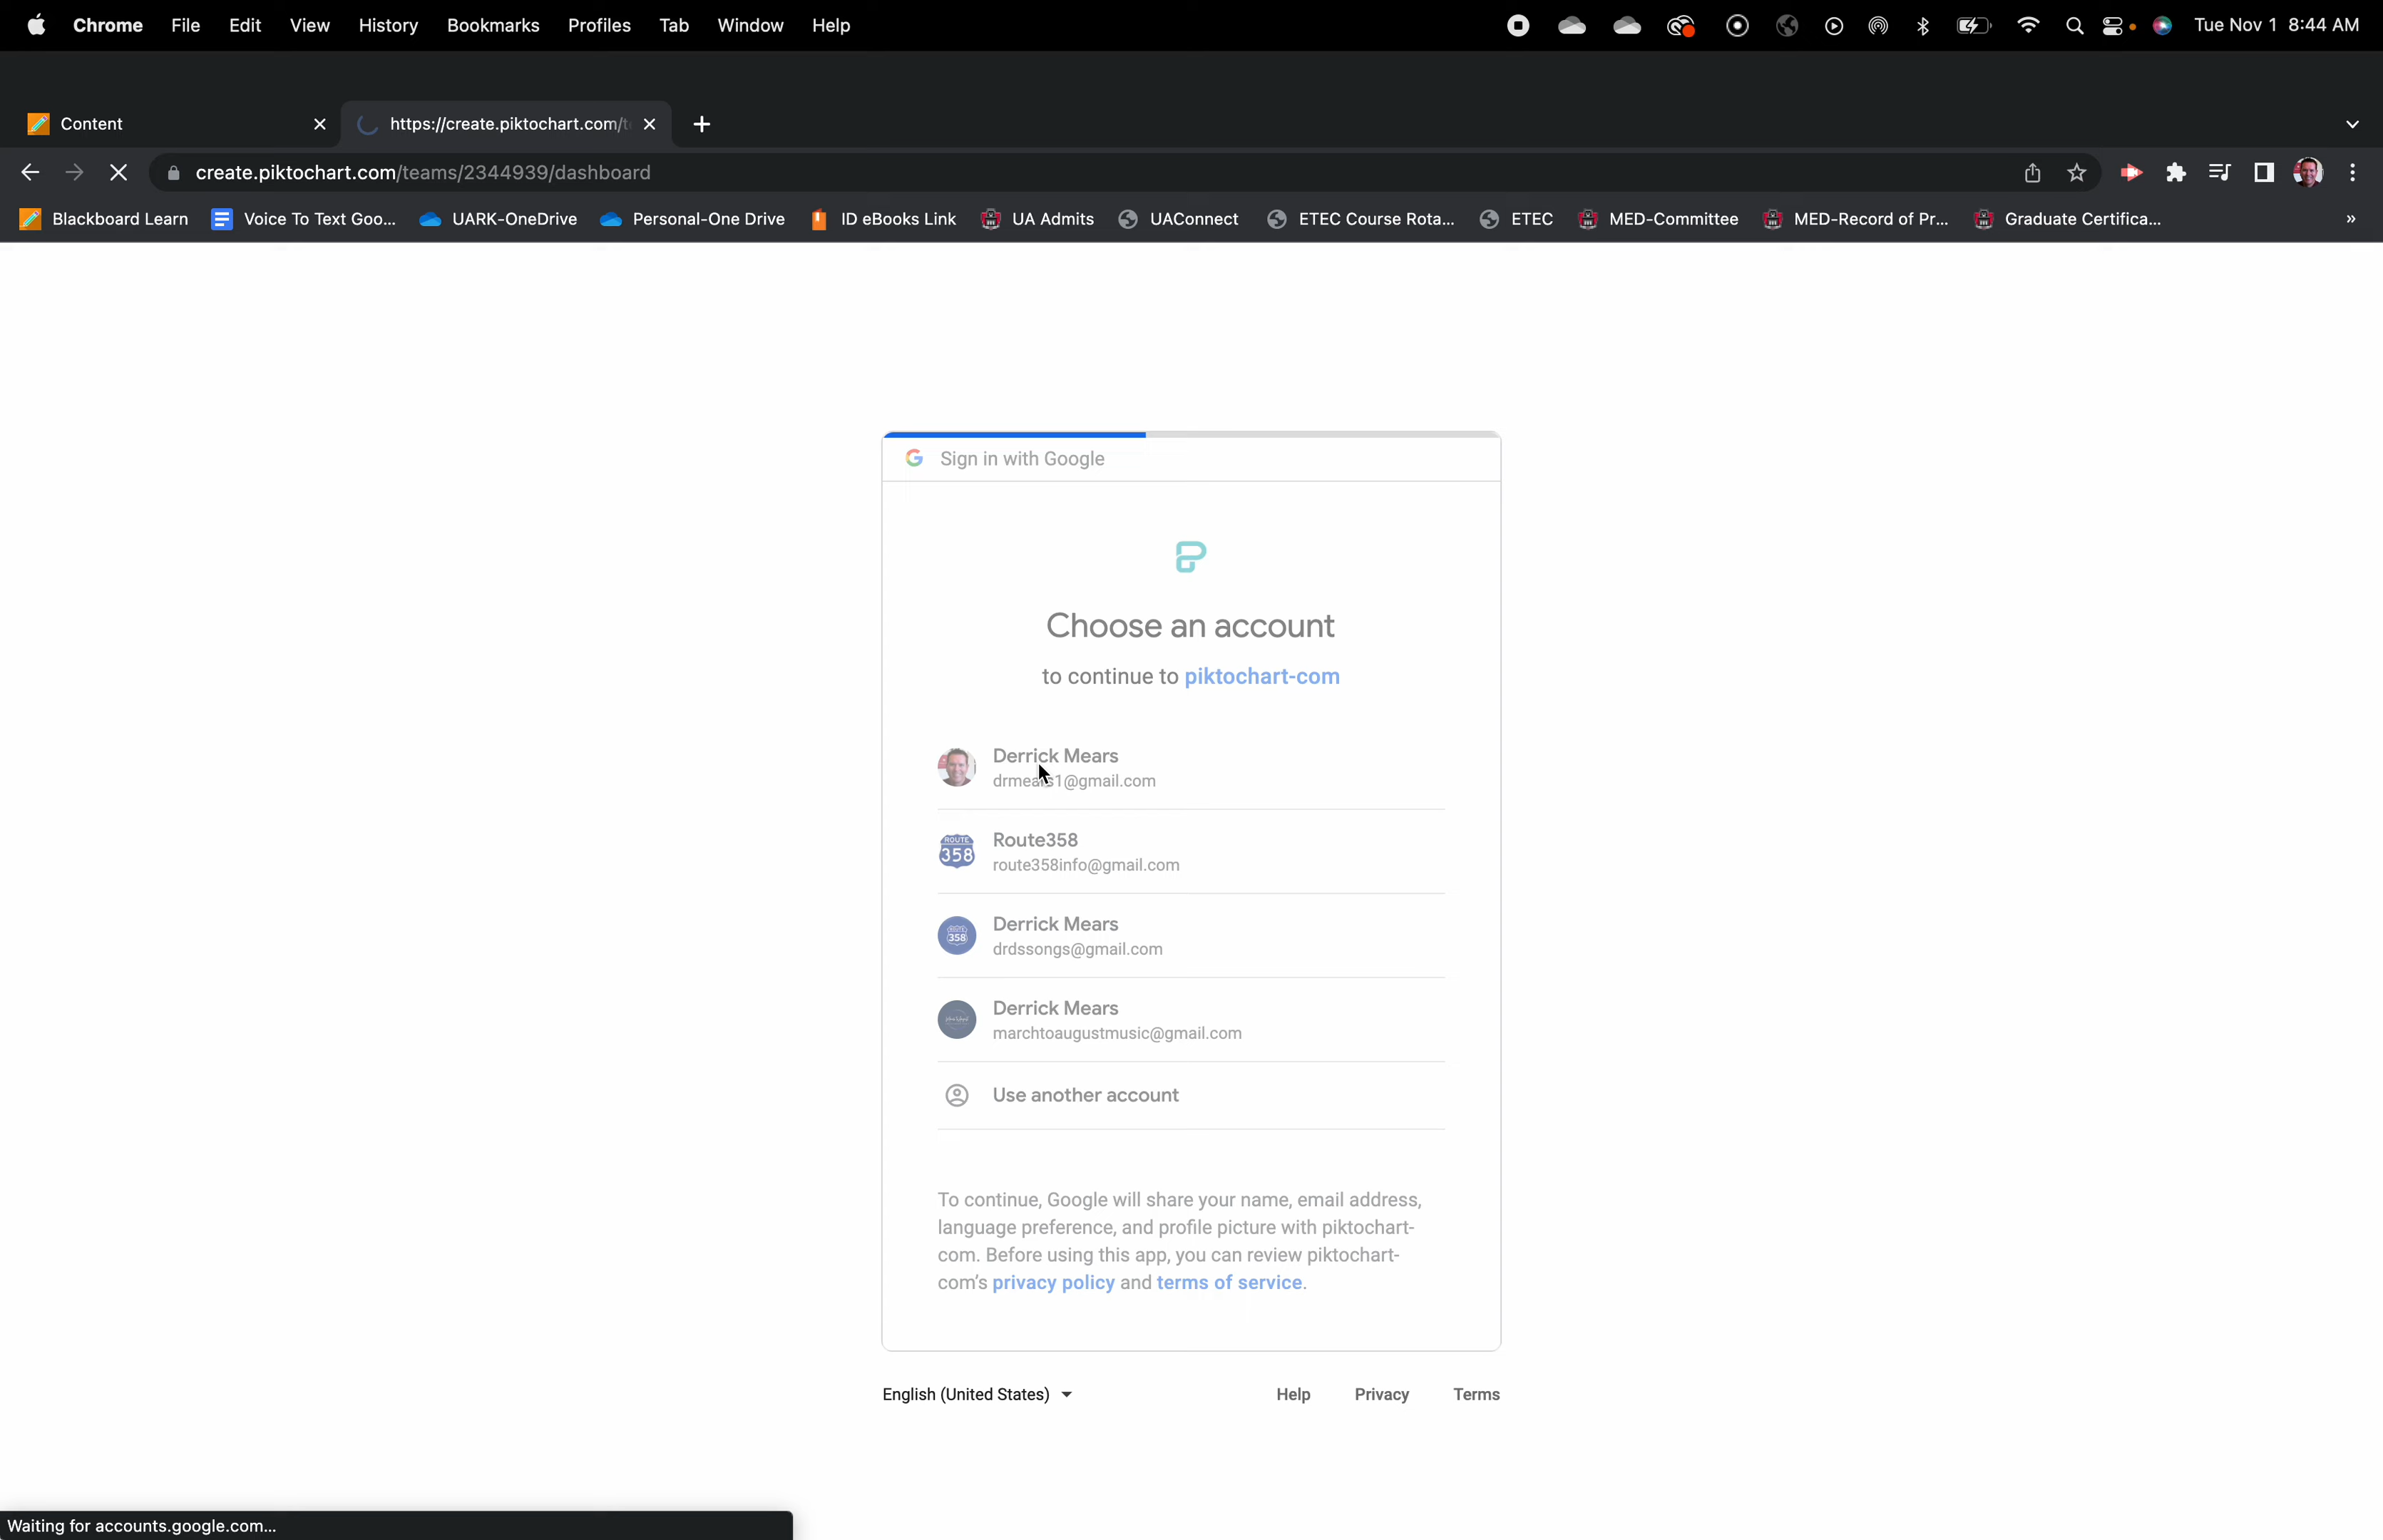 Chrome File Edit View History Bookmarks Profiles Tab Window Help Tue Nov 1 8:44 AM
Content https://create.piktochart.com/t
create.piktochart.com/teams/2344939/dashboard
Blackboard Learn Voice To Text Goo... UARK-OneDrive Personal-One Drive ID eBooks Link UA Admits UAConnect ETEC Course Rota... ETEC MED-Committee MED-Record of Pr... Graduate Certifica... »
Sign in with Google
Choose an account
to continue to piktochart-com
Derrick Mears
drmears1@gmail.com
ROUTE
358
Route358
route358info@gmail.com
358
Derrick Mears
drdssongs@gmail.com
Derrick Mears
marchtoaugustmusic@gmail.com
Use another account
To continue, Google will share your name, email address,
language preference, and profile picture with piktochart-
com. Before using this app, you can review piktochart-
com's privacy policy and terms of service.
English (United States) Help Privacy Terms
Waiting for accounts.google.com...